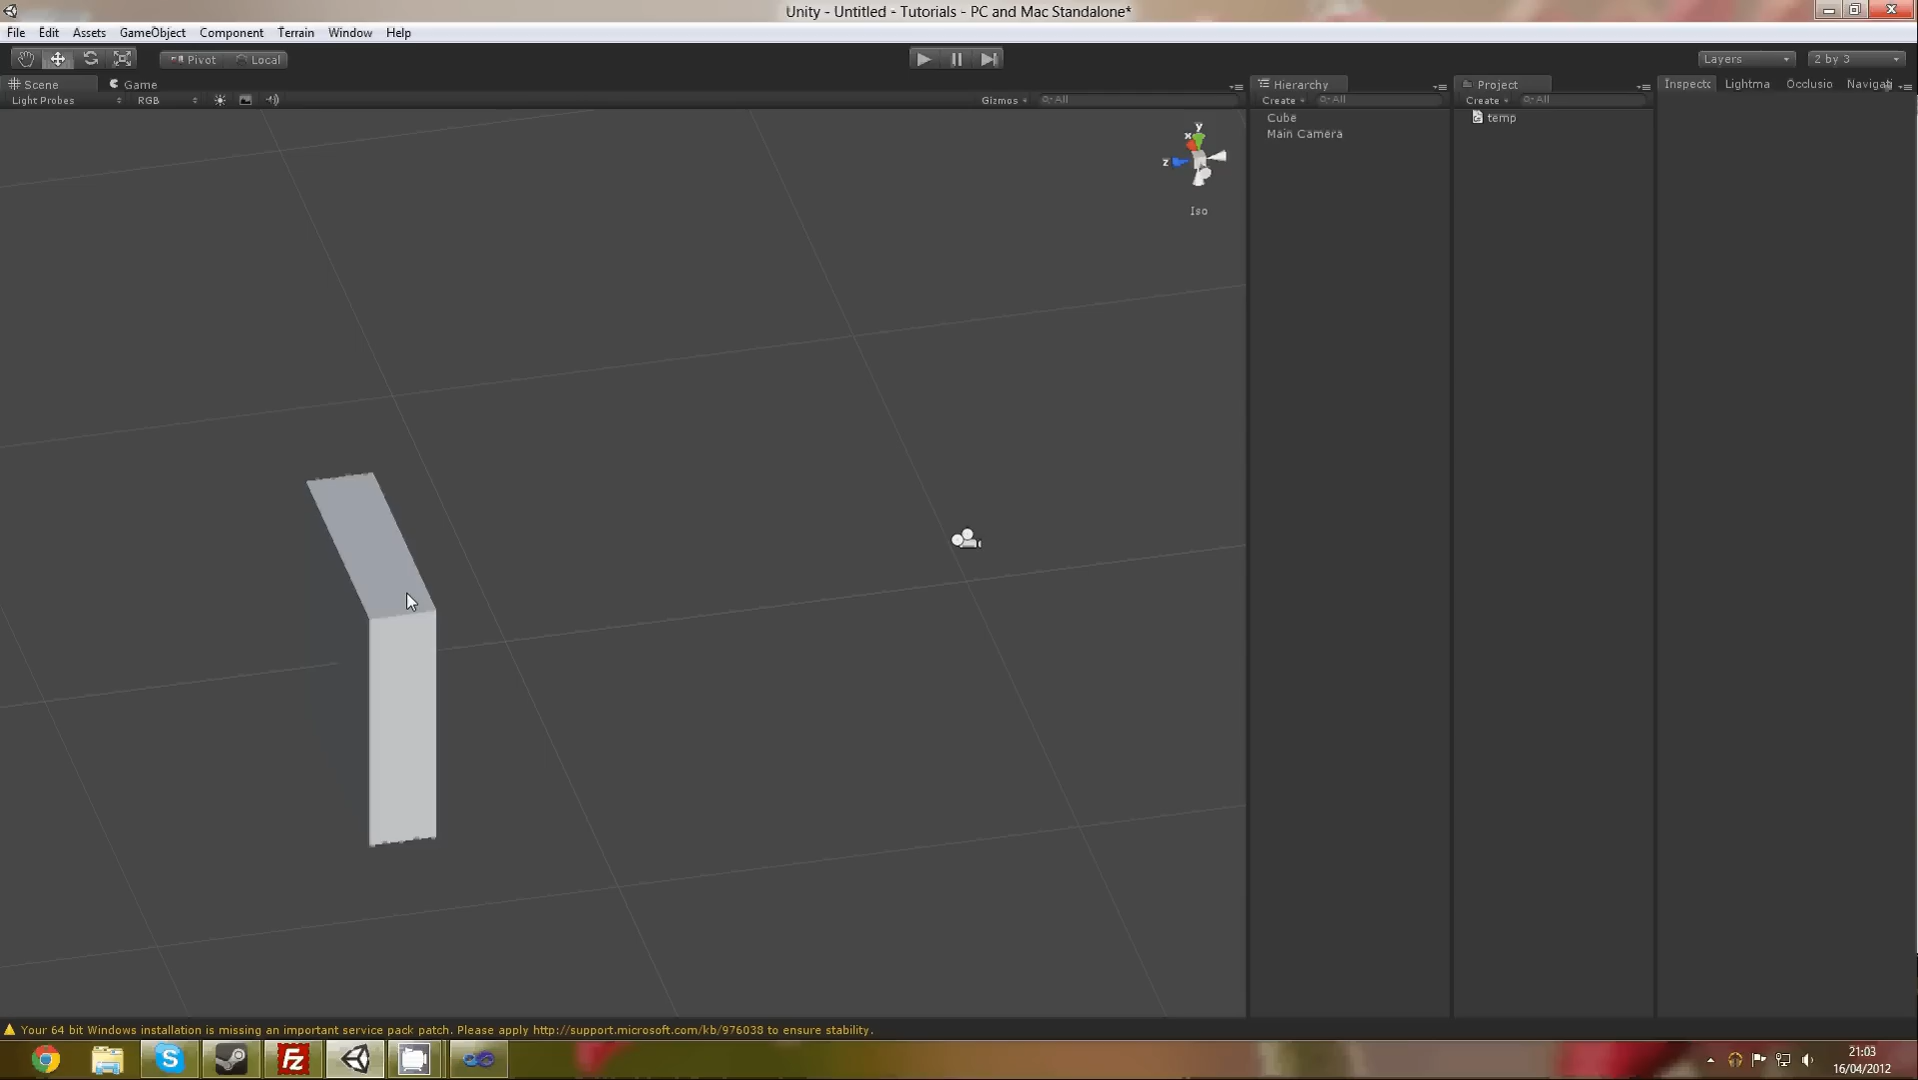 Unity - Untitled - Tutorials - PC and Mac Standalone*
File Edit Assets GameObject Component Terrain Window Help
Pivot Local Layers 2 by 3
Scene Game Hierarchy Project Inspecto Lightma Occlusio Navigati
Light Probes RGB Gizmos All Create All Create All
Cube temp
Main Camera
y
x
z
Iso
Your 64 bit Windows installation is missing an important service pack patch. Please apply http://support.microsoft.com/kb/976038 to ensure stability.
21:03
16/04/2012